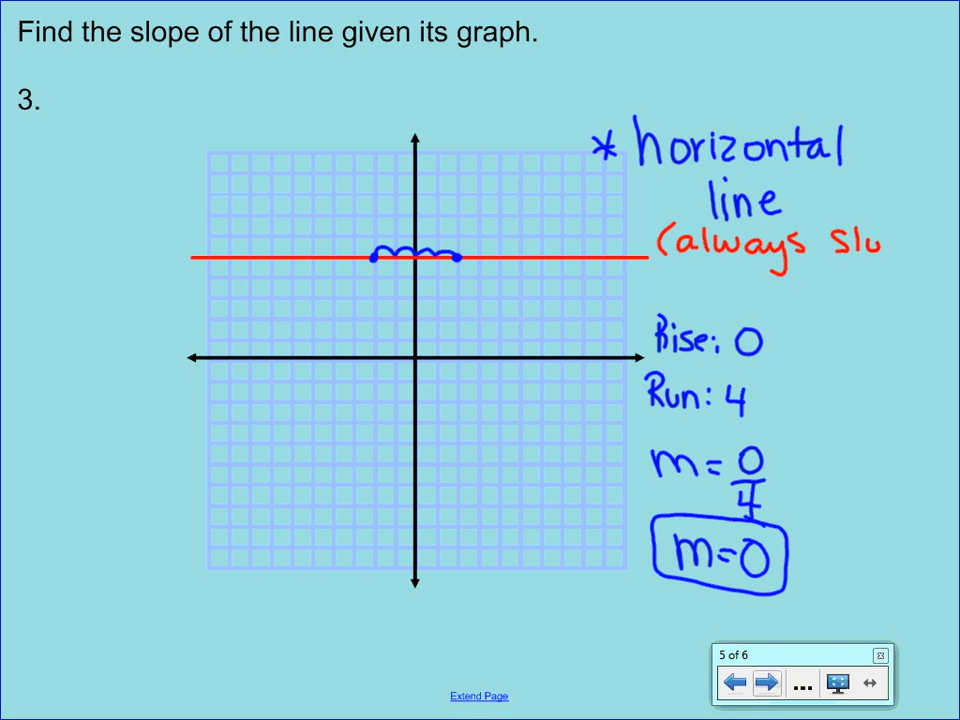 Find the slope of the line given its graph.
3.
* horizontal
line
(always slo
Rise: 0
Run: 4
m = 0/4
m=0
5 of 6
Extend Page